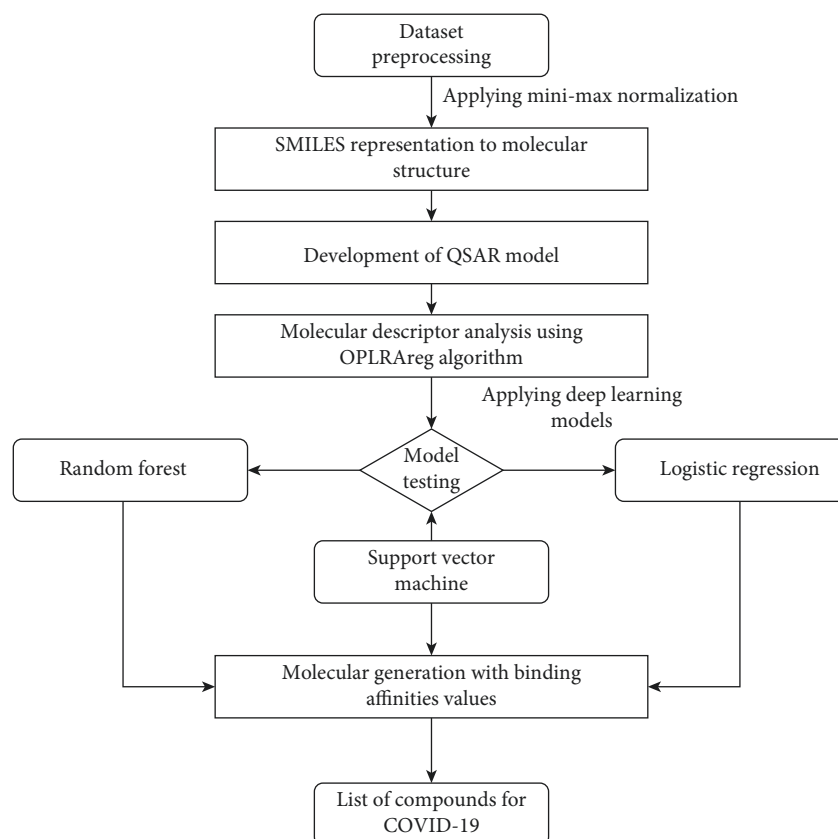 Dataset
preprocessing
Applying mini-max normalization
SMILES representation to molecular
structure
Development of QSAR model
Molecular descriptor analysis using
OPLRAreg algorithm
Applying deep learning
models
Random forest
Model
testing
Logistic regression
Support vector
machine
Molecular generation with binding
affinities values
List of compounds for
COVID-19